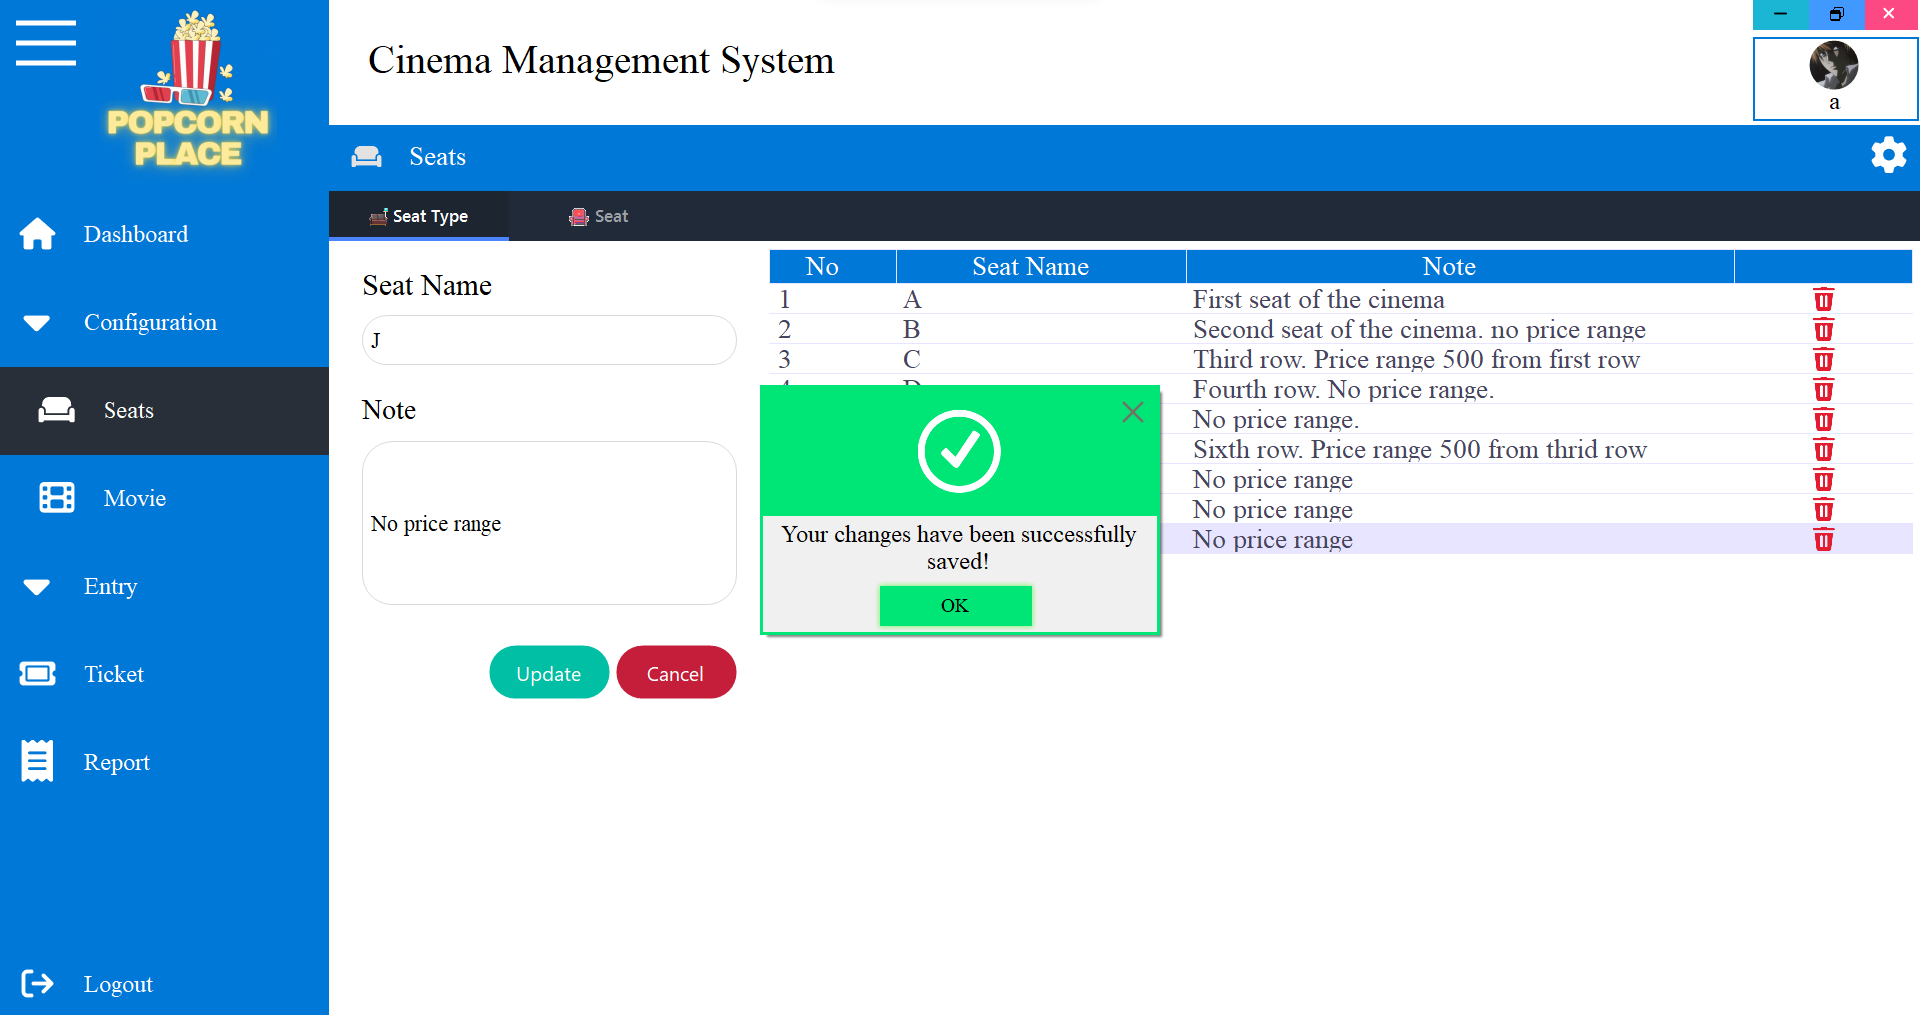 POPCORN
PLACE
Cinema Management System
a
Seats
Seat Type
Seat
Dashboard
Configuration
Seats
Movie
Entry
Ticket
Report
Logout
Seat Name
J
Note
No price range
Update
Cancel
No Seat Name Note
1 A First seat of the cinema
2 B Second seat of the cinema. no price range
3 C Third row. Price range 500 from first row
Fourth row. No price range.
No price range.
Sixth row. Price range 500 from thrid row
No price range
No price range
No price range
Your changes have been successfully
saved!
OK